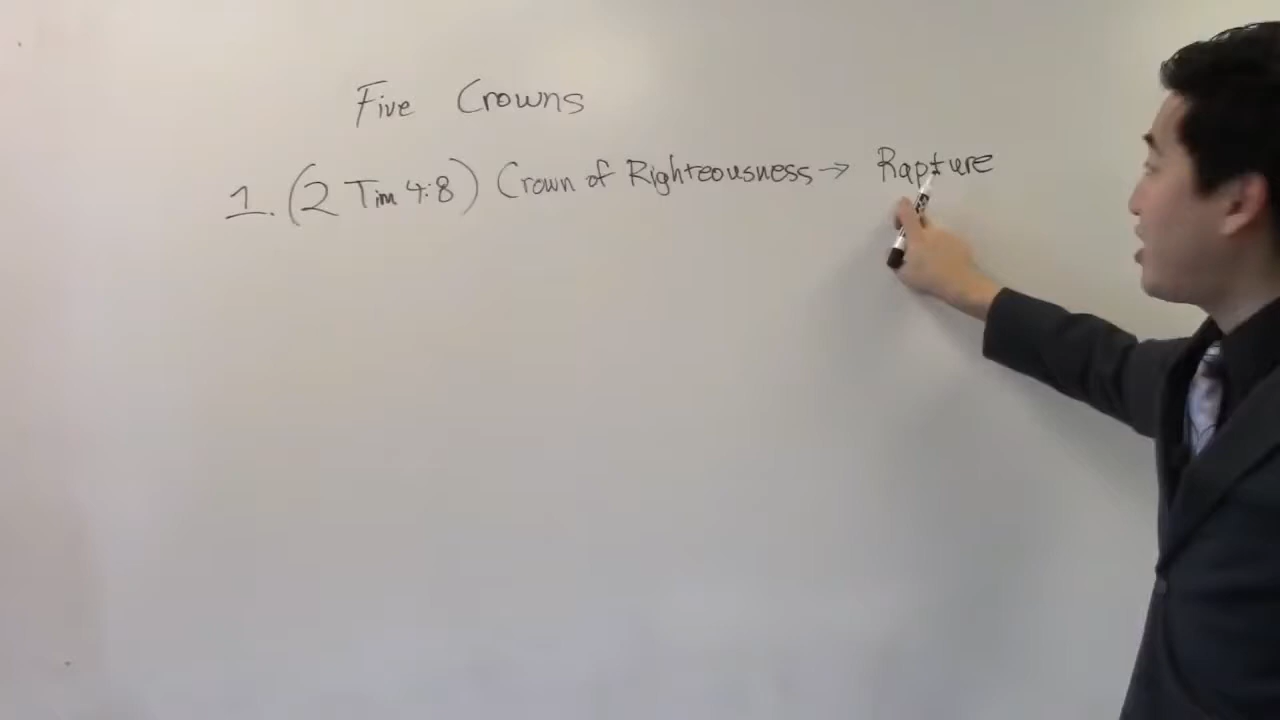 Five Crowns
1. (2 Tim 4:8) Crown of Righteousness → Rapture